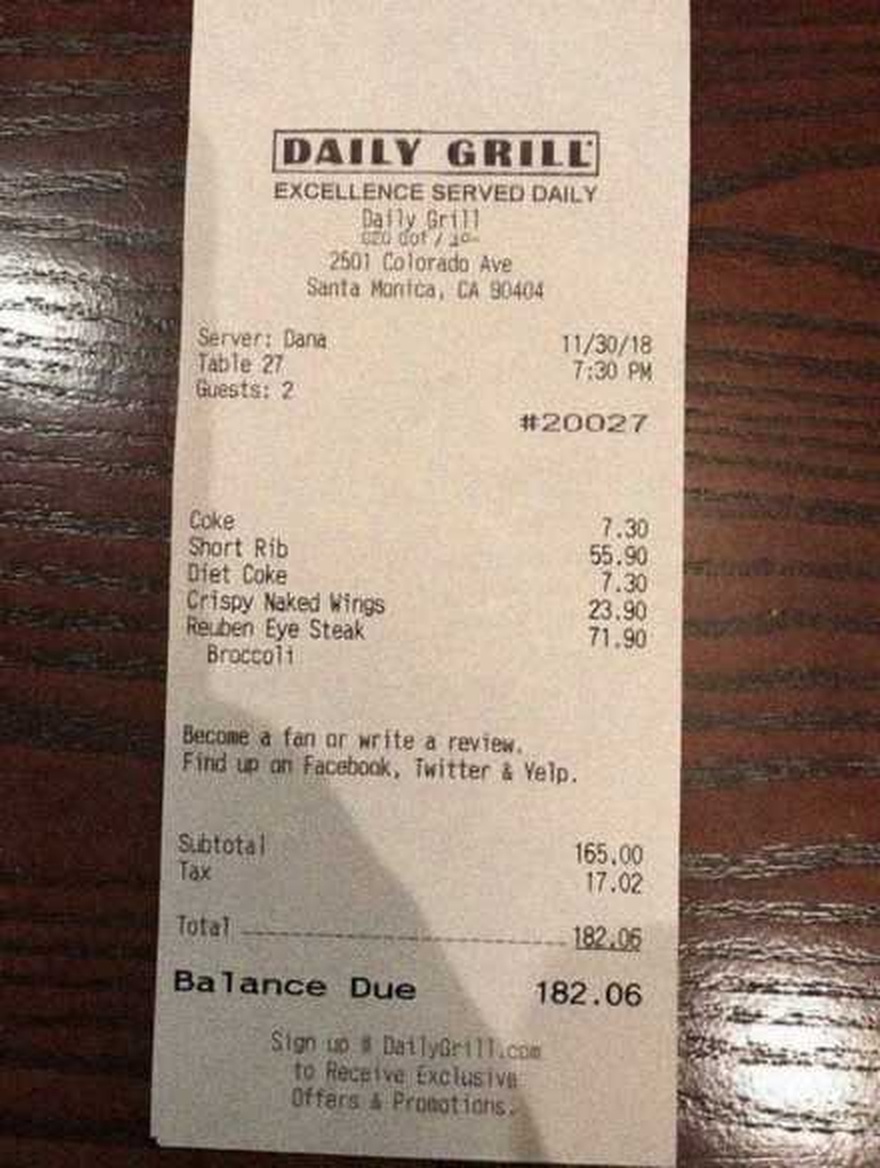 DAILY GRILL
EXCELLENCE SERVED DAILY
Daily Grill
2501 Colorado Ave
Santa Monica, CA 90404
Server: Dana 11/30/18
Table 27 7:30 PM
Guests: 2
#20027
Coke 7.30
Short Rib 55.90
Diet Coke 7.30
Crispy Naked Wings 23.90
Reuben Eye Steak 71.90
Broccoli
Become a fan or write a review.
Find up on Facebook, Twitter & Yelp.
Subtotal 165.00
Tax 17.02
Total 182.06
Balance Due 182.06
Sign up @ DailyGrill.com
to Receive Exclusive
Offers & Promotions.